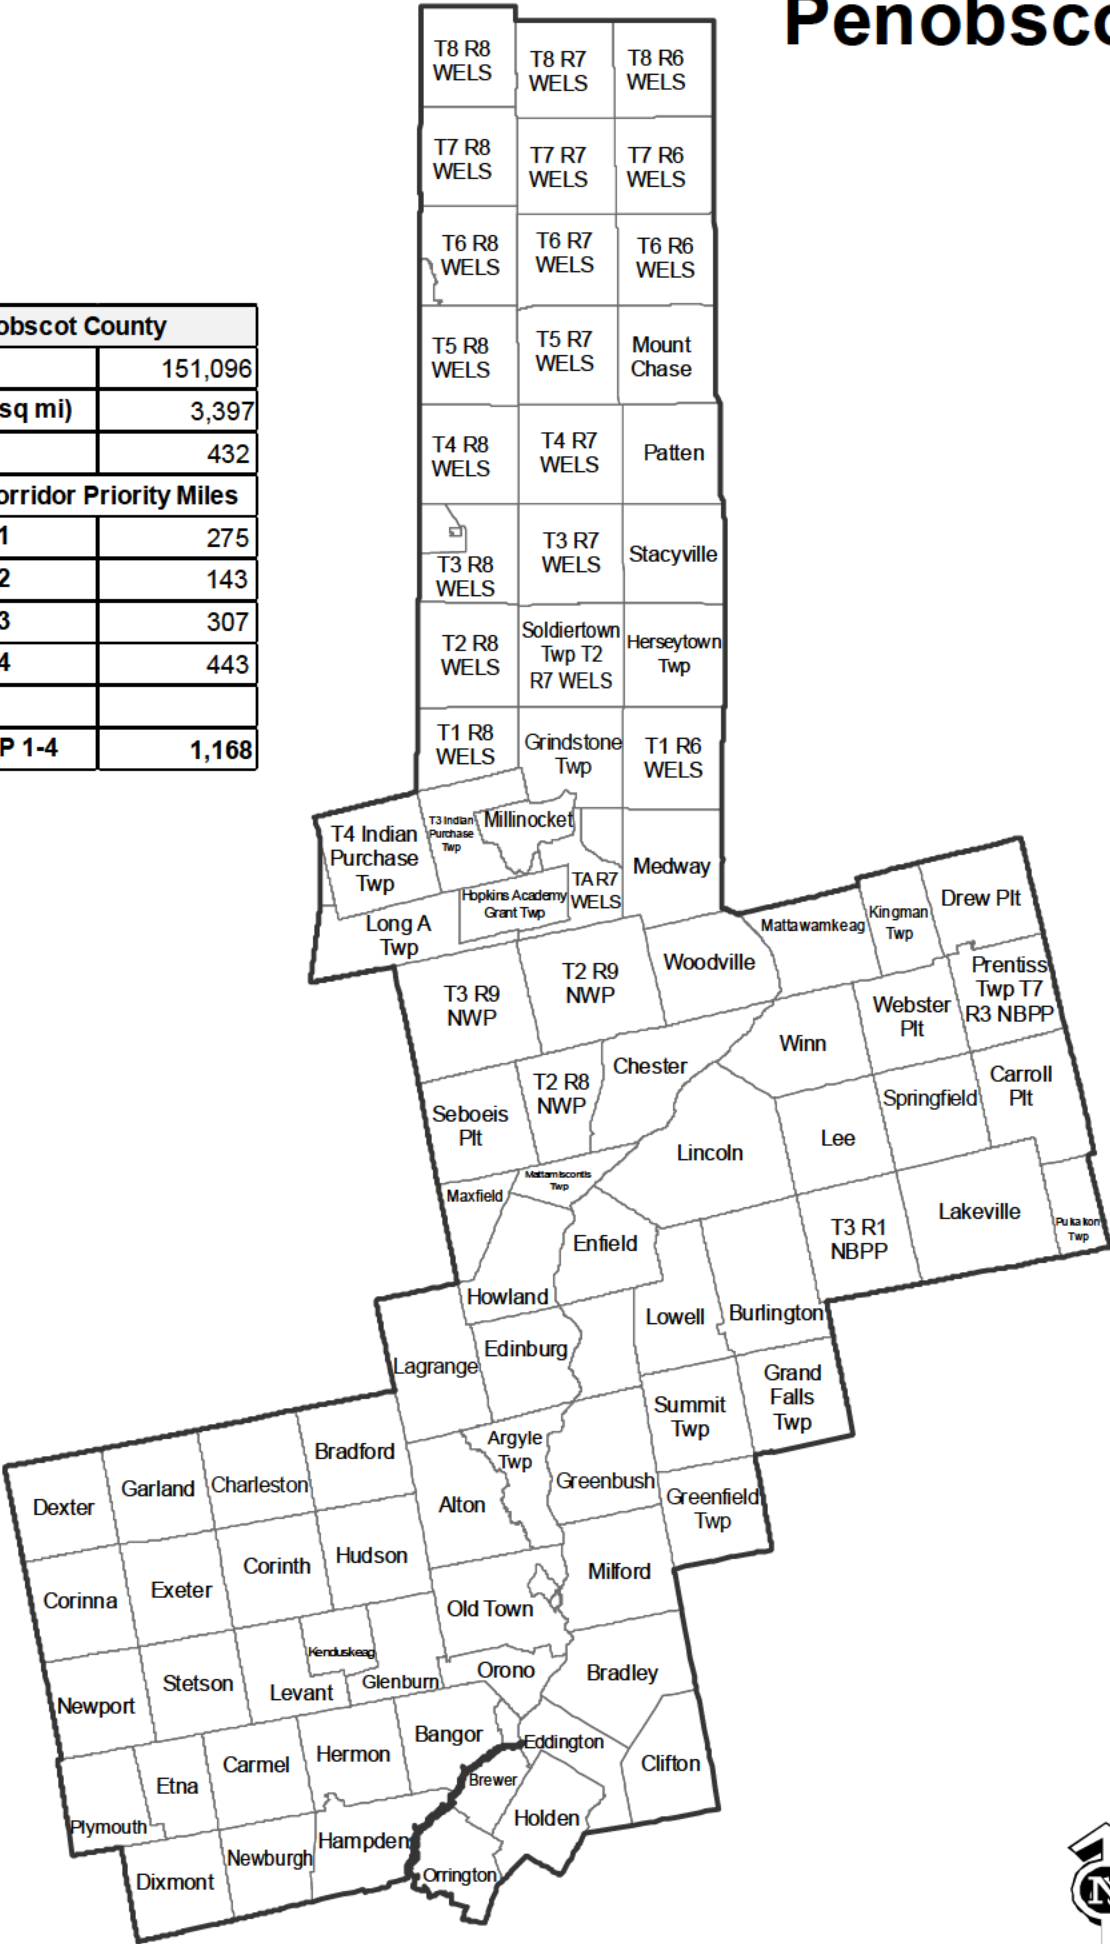 Penobsco
T8 R8
WELS
T8 R7
WELS
T8 R6
WELS
T7 R8
WELS
T7 R7
WELS
T7 R6
WELS
T6 R8
WELS
T6 R7
WELS
T6 R6
WELS
obscot County
151,096
sq mi)
3,397
432
orridor Priority Miles
1
275
2
143
3
307
4
443
P 1-4
1,168
T5 R8
WELS
T5 R7
WELS
Mount
Chase
T4 R8
WELS
T4 R7
WELS
Patten
T3 R8
WELS
T3 R7
WELS
Stacyville
T2 R8
WELS
Soldiertown
Twp T2
R7 WELS
Herseytown
Twp
T1 R8
WELS
Grindstone
Twp
T1 R6
WELS
T4 Indian
Purchase
Twp
T3 Indian
Purchase
Twp
Millinocket
Hopkins Academy
Grant Twp
TA R7
WELS
Medway
Long A
Twp
T3 R9
NWP
T2 R9
NWP
Woodville
Mattawamkeag
Kingman
Twp
Drew Plt
Prentiss
Twp T7
R3 NBPP
Webster
Plt
Winn
Chester
T2 R8
NWP
Seboeis
Plt
Carroll
Plt
Springfield
Lee
Lincoln
Mattamiscontis
Twp
Maxfield
Enfield
T3 R1
NBPP
Lakeville
Pukakon
Twp
Howland
Lowell
Burlington
Edinburg
Lagrange
Grand
Falls
Twp
Summit
Twp
Argyle
Twp
Greenbush
Greenfield
Twp
Bradford
Charleston
Garland
Dexter
Alton
Hudson
Corinth
Exeter
Corinna
Milford
Old Town
Kenduskeag
Glenburn
Levant
Stetson
Newport
Orono
Bradley
Bangor
Eddington
Clifton
Hermon
Carmel
Etna
Plymouth
Brewer
Holden
Hampden
Newburgh
Dixmont
Orrington
N